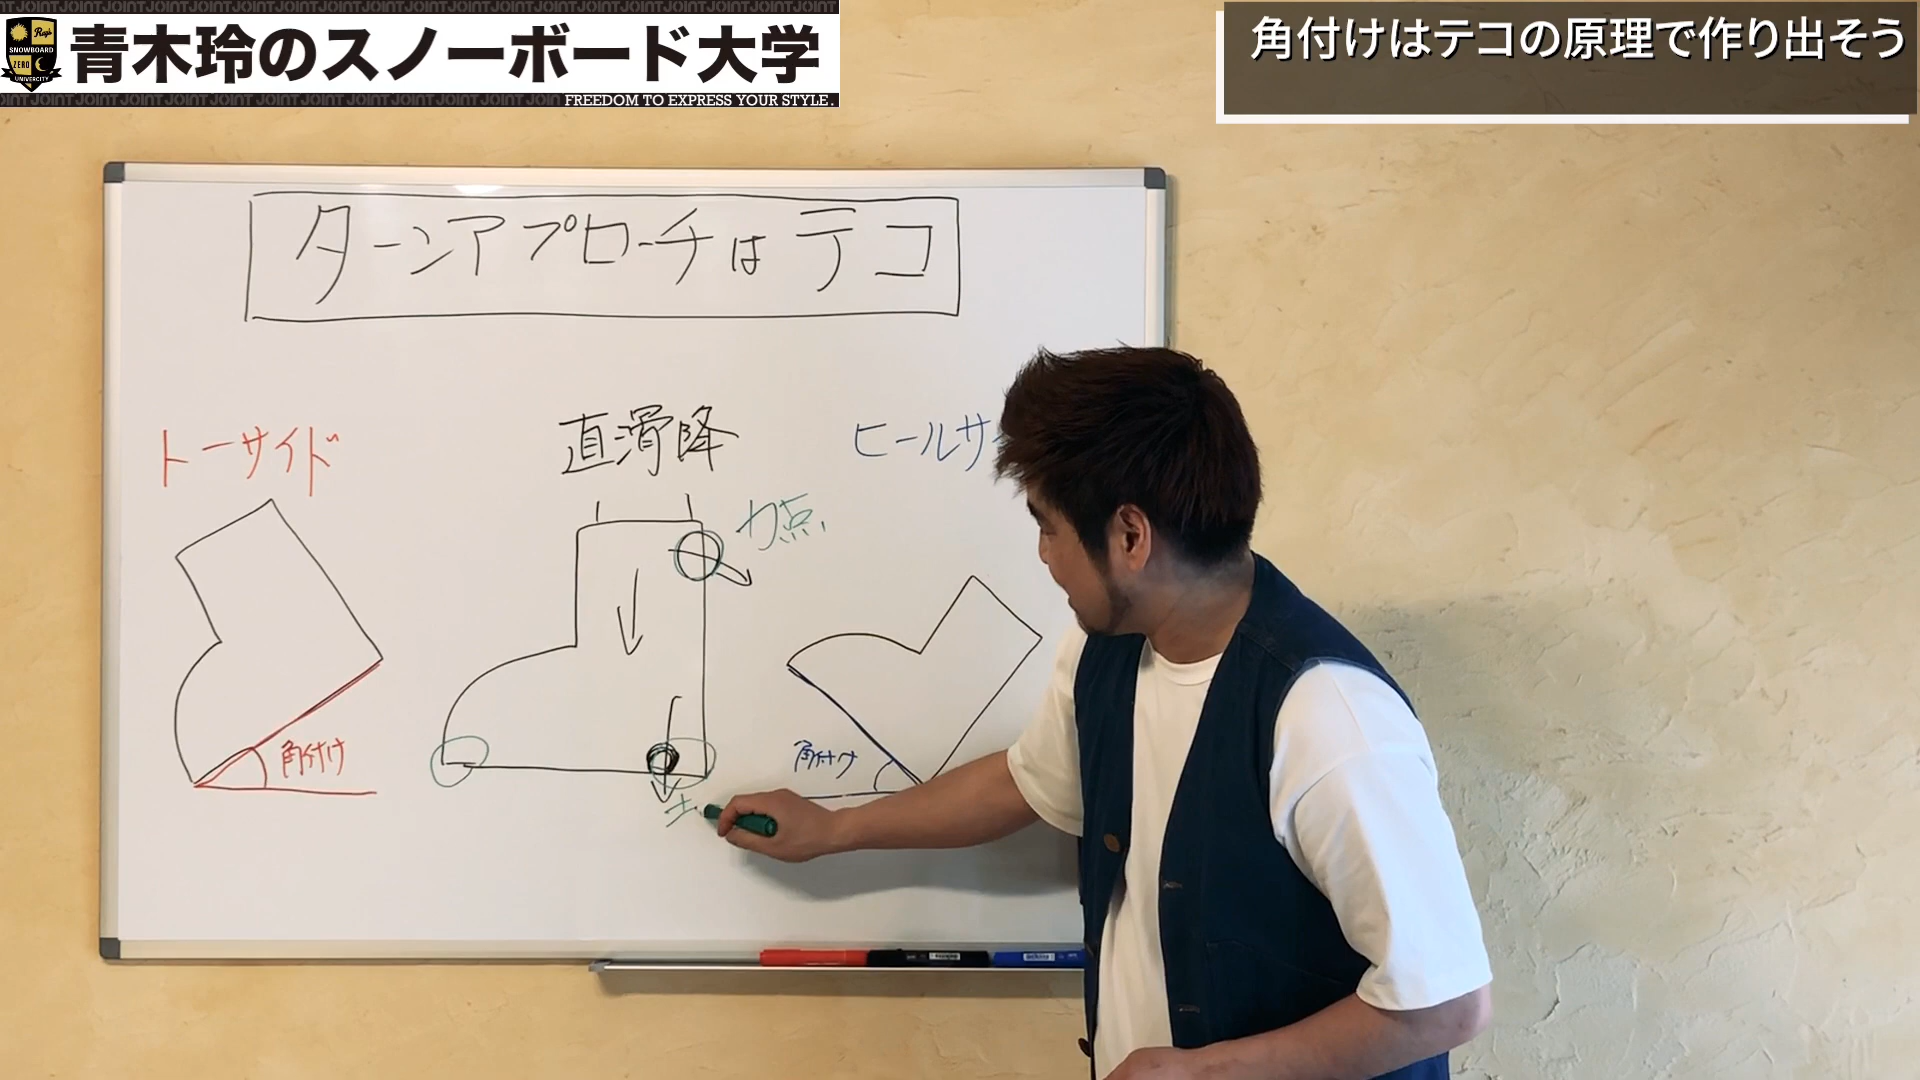 SNOWBOARD
ZERO
UNIVERCITY
青木玲のスノーボード大学
FREEDOM TO EXPRESS YOUR STYLE.
角付けはテコの原理で作り出そう
ターンアプローチはテコ
トーサイド
直滑降
ヒールサ
力点
角付け
角付け